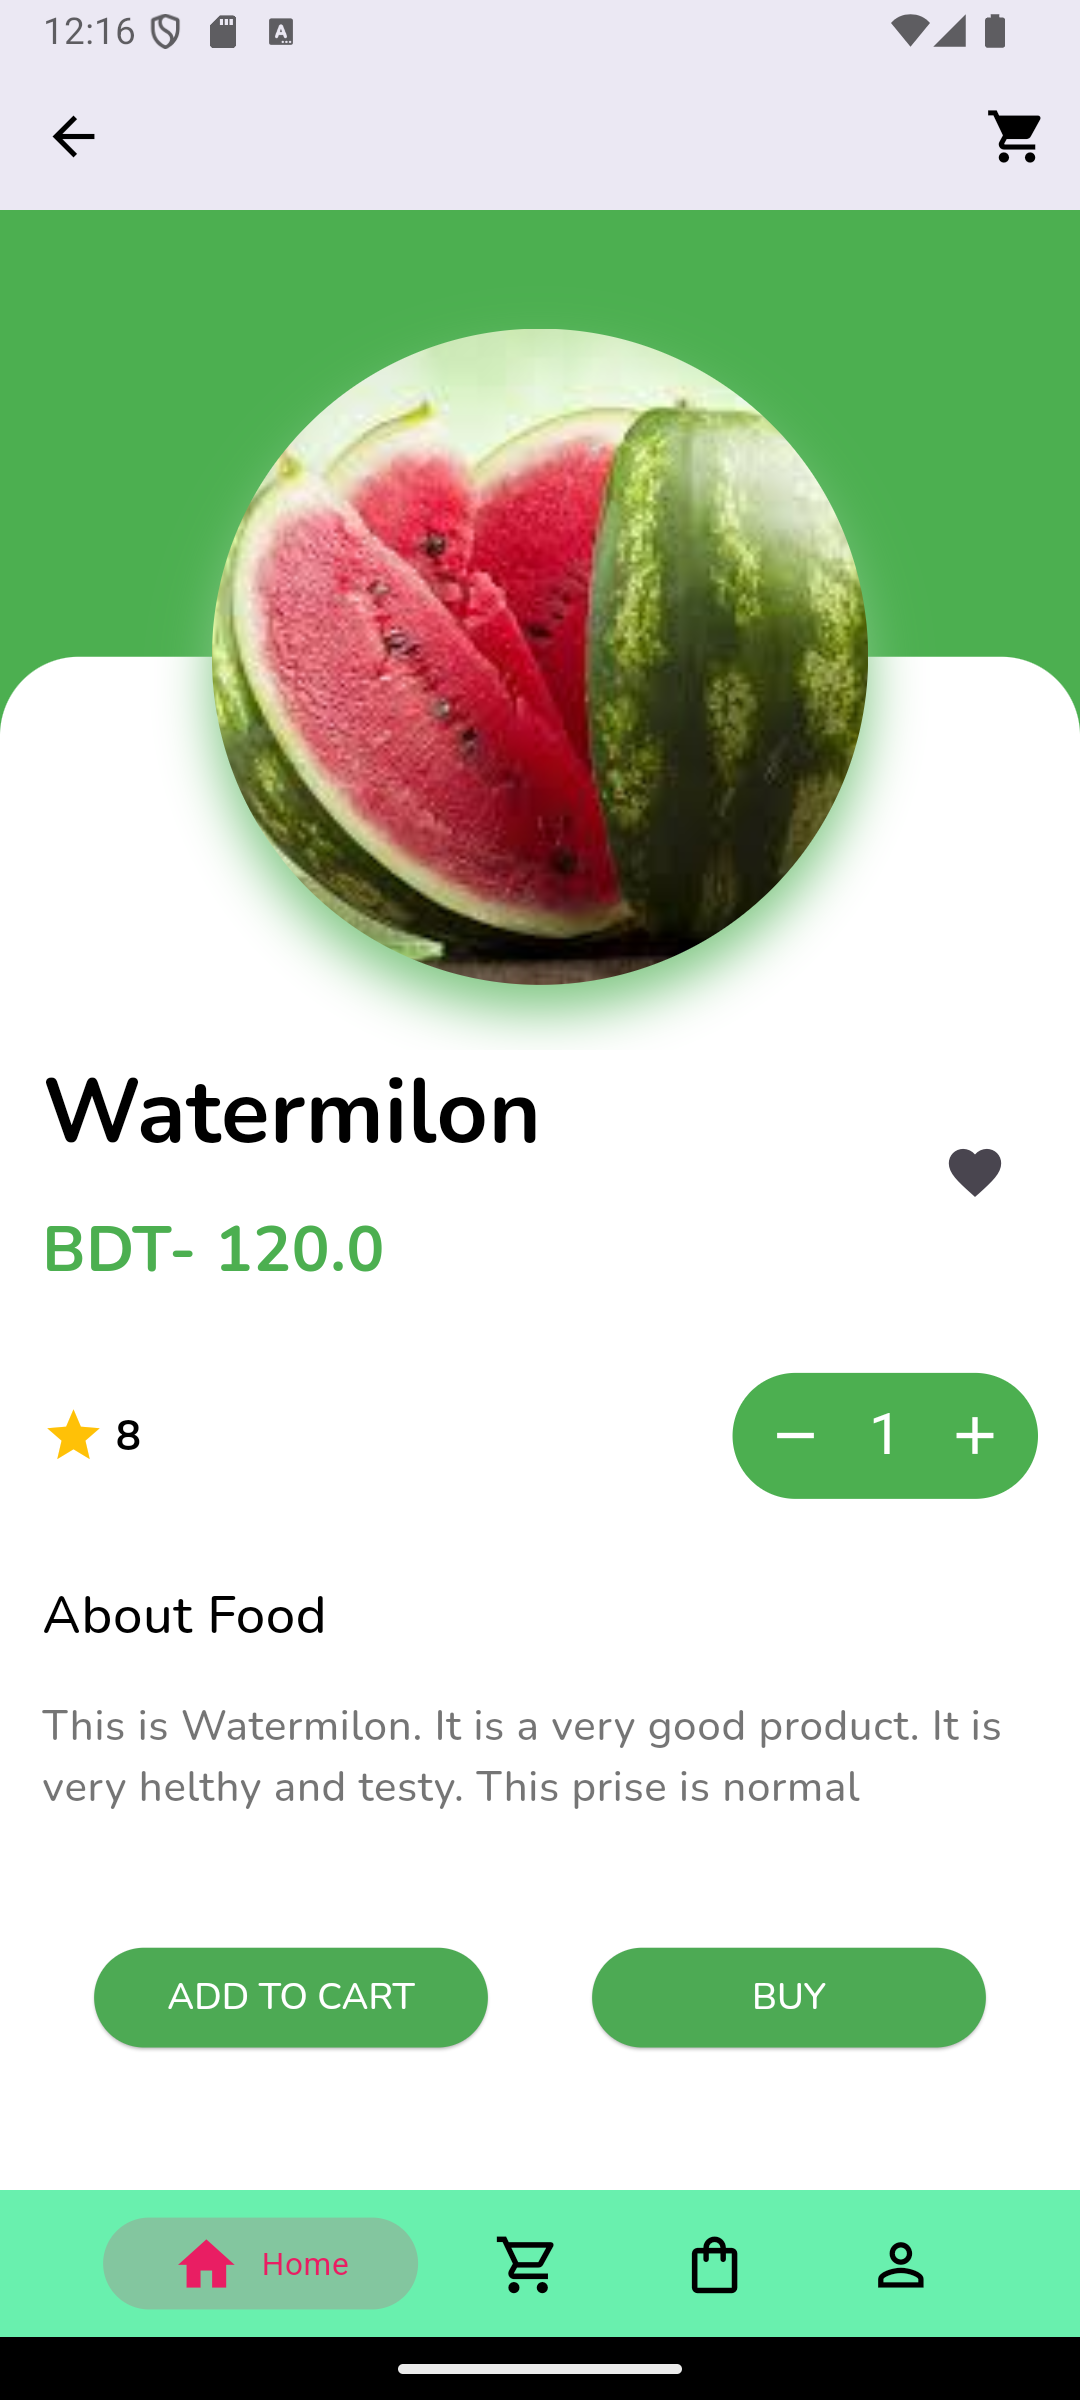 12:16
Watermilon
BDT- 120.0
8
1
About Food
This is Watermilon. It is a very good product. It is
very helthy and testy. This prise is normal
ADD TO CART
BUY
Home